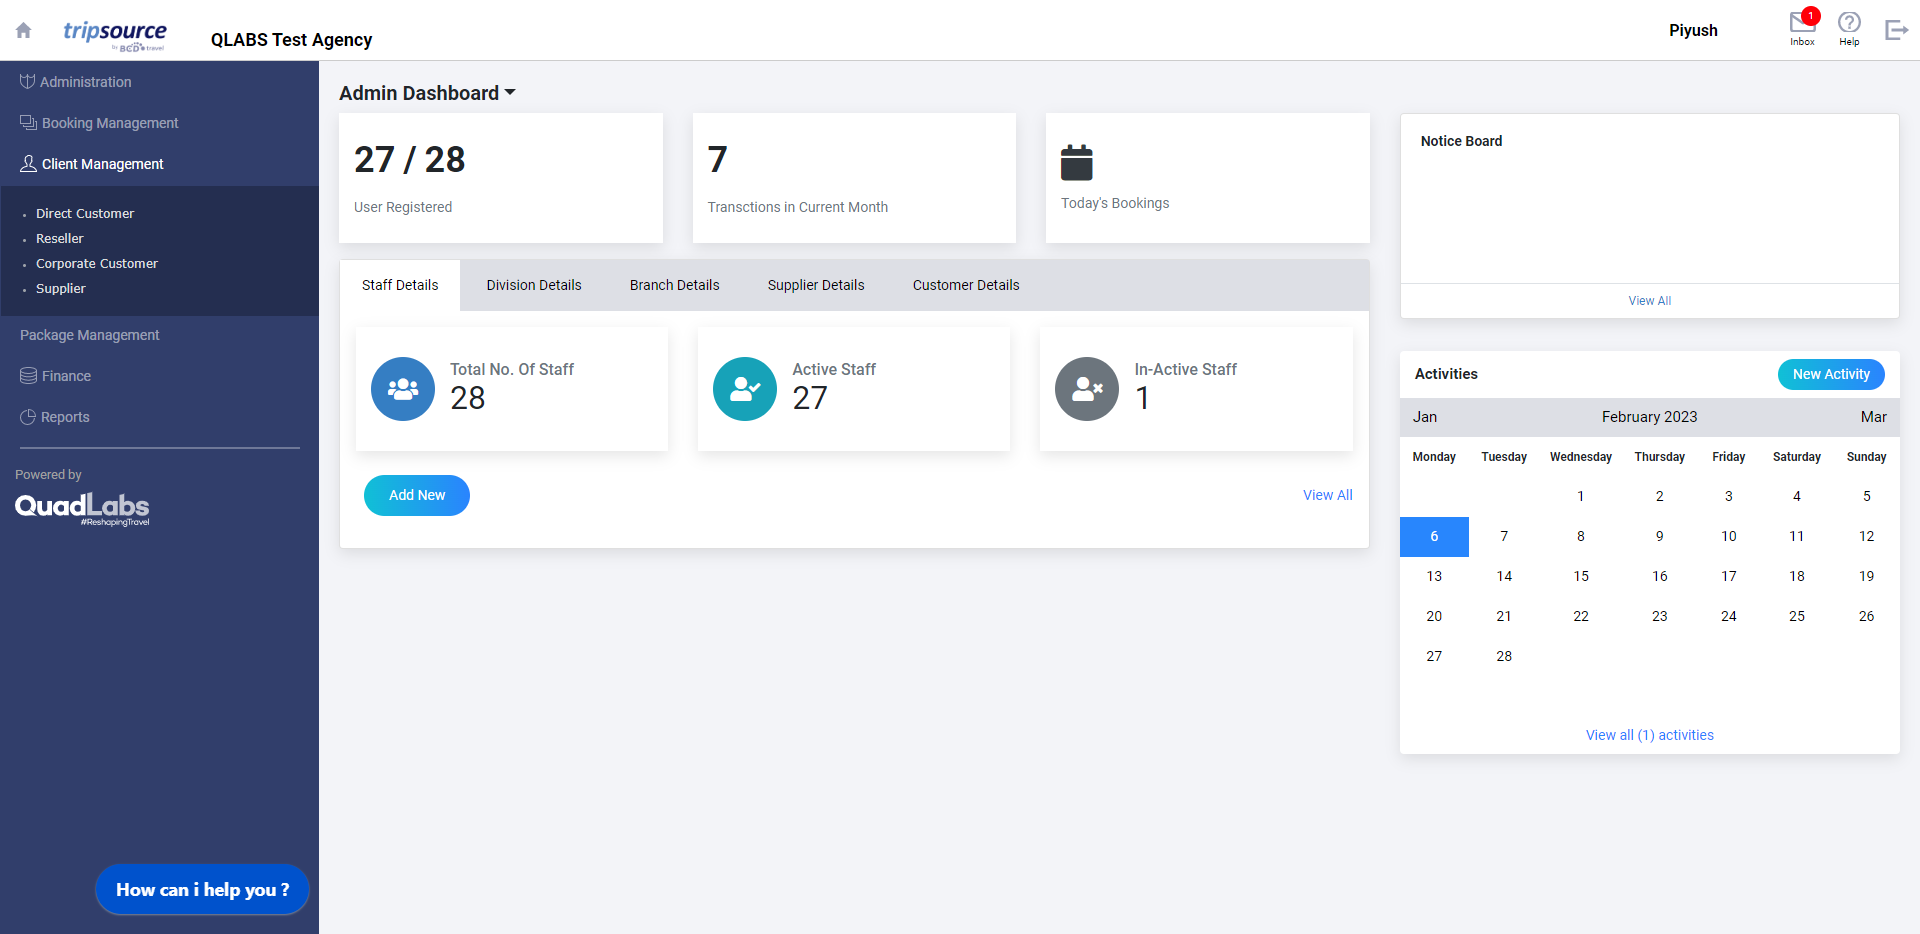 tripsource
by BCD travel
QLABS Test Agency
Piyush
1
Inbox
Help
Administration
Booking Management
Client Management
Direct Customer
Reseller
Corporate Customer
Supplier
Package Management
Finance
Reports
Powered by
QuadLabs
#ReshapingTravel
How can i help you ?
Admin Dashboard
27 / 28
User Registered
7
Transctions in Current Month
Today's Bookings
Staff Details
Division Details
Branch Details
Supplier Details
Customer Details
Total No. Of Staff
28
Active Staff
27
In-Active Staff
1
Add New
View All
Notice Board
View All
Activities
New Activity
Jan February 2023 Mar
Monday Tuesday Wednesday Thursday Friday Saturday Sunday
1 2 3 4 5
6 7 8 9 10 11 12
13 14 15 16 17 18 19
20 21 22 23 24 25 26
27 28
View all (1) activities